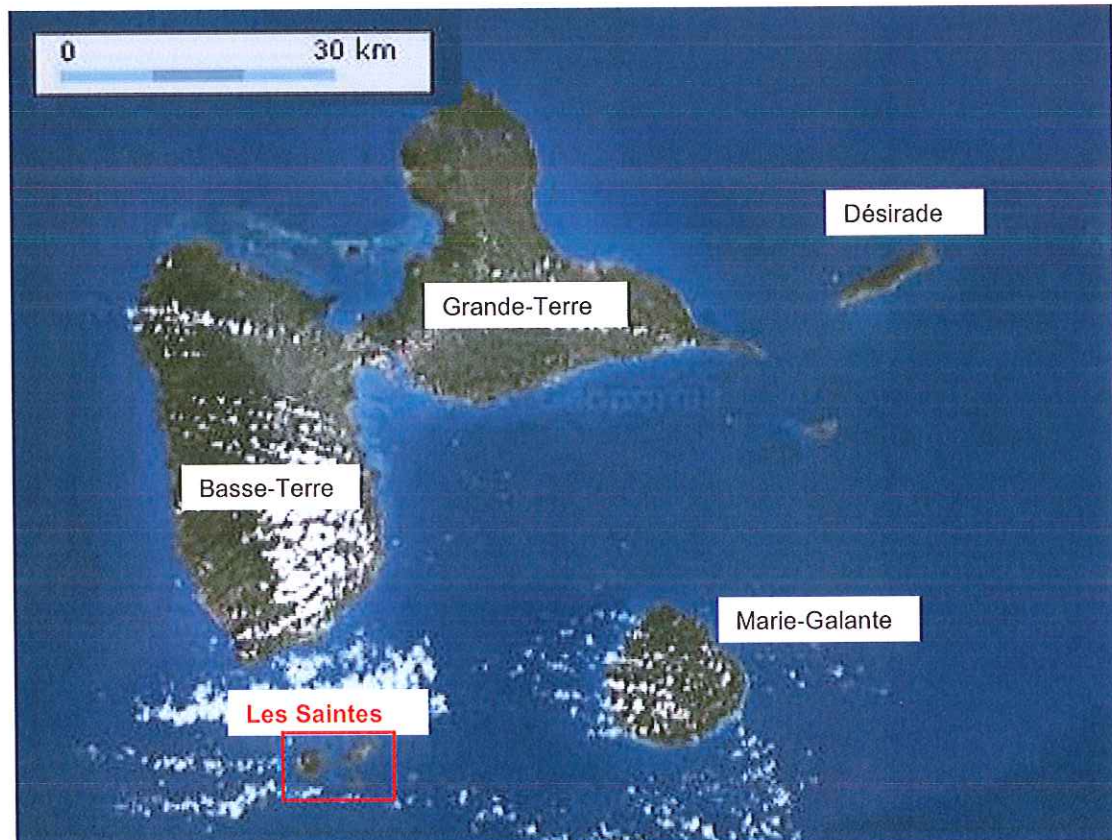 0 30 km
Désirade
Grande-Terre
Basse-Terre
Marie-Galante
Les Saintes